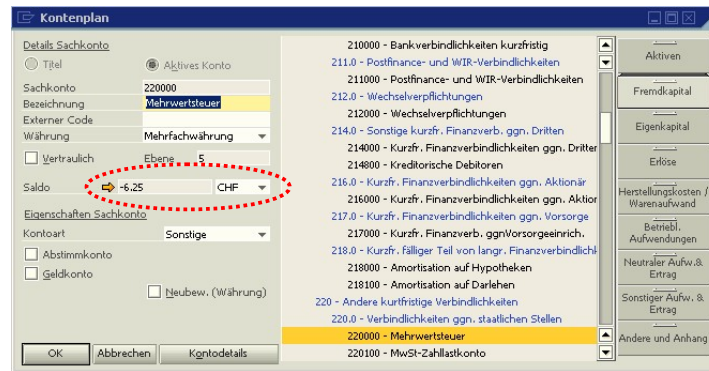 Kontenplan
Details Sachkonto
Titel
Aktives Konto
Sachkonto 220000
Bezeichnung Mehrwertsteuer
Externer Code
Währung Mehrfachwährung
Vertraulich Ebene 5
Saldo -6.25 CHF
Eigenschaften Sachkonto
Kontoart Sonstige
Abstimmkonto
Geldkonto
Neubew. (Währung)
OK Abbrechen Kontodetails
210000 - Bankverbindlichkeiten kurzfristig
211.0 - Postfinance- und WIR-Verbindlichkeiten
211000 - Postfinance- und WIR-Verbindlichkeiten
212.0 - Wechselverpflichtungen
212000 - Wechselverpflichtungen
214.0 - Sonstige kurzfr. Finanzverb. ggn. Dritten
214000 - Kurzfr. Finanzverbindlichkeiten ggn. Dritter
214800 - Kreditorische Debitoren
216.0 - Kurzfr. Finanzverbindlichkeiten ggn. Aktionär
216000 - Kurzfr. Finanzverbindlichkeiten ggn. Aktior
217.0 - Kurzfr. Finanzverbindlichkeiten ggn. Vorsorge
217000 - Kurzfr. Finanzverb. ggnVorsorgeeinrich.
218.0 - Kurzfr. fälliger Teil von langr. Finanzverbindlichk
218000 - Amortisation auf Hypotheken
218100 - Amortisation auf Darlehen
220 - Andere kurtfristige Verbindlichkeiten
220.0 - Verbindlichkeiten ggn. staatlichen Stellen
220000 - Mehrwertsteuer
220100 - MwSt-Zahllastkonto
Aktiven
Fremdkapital
Eigenkapital
Erlöse
Herstellungskosten /
Warenaufwand
Betriebl.
Aufwendungen
Neutraler Aufw.&
Ertrag
Sonstiger Aufw. &
Ertrag
Andere und Anhang